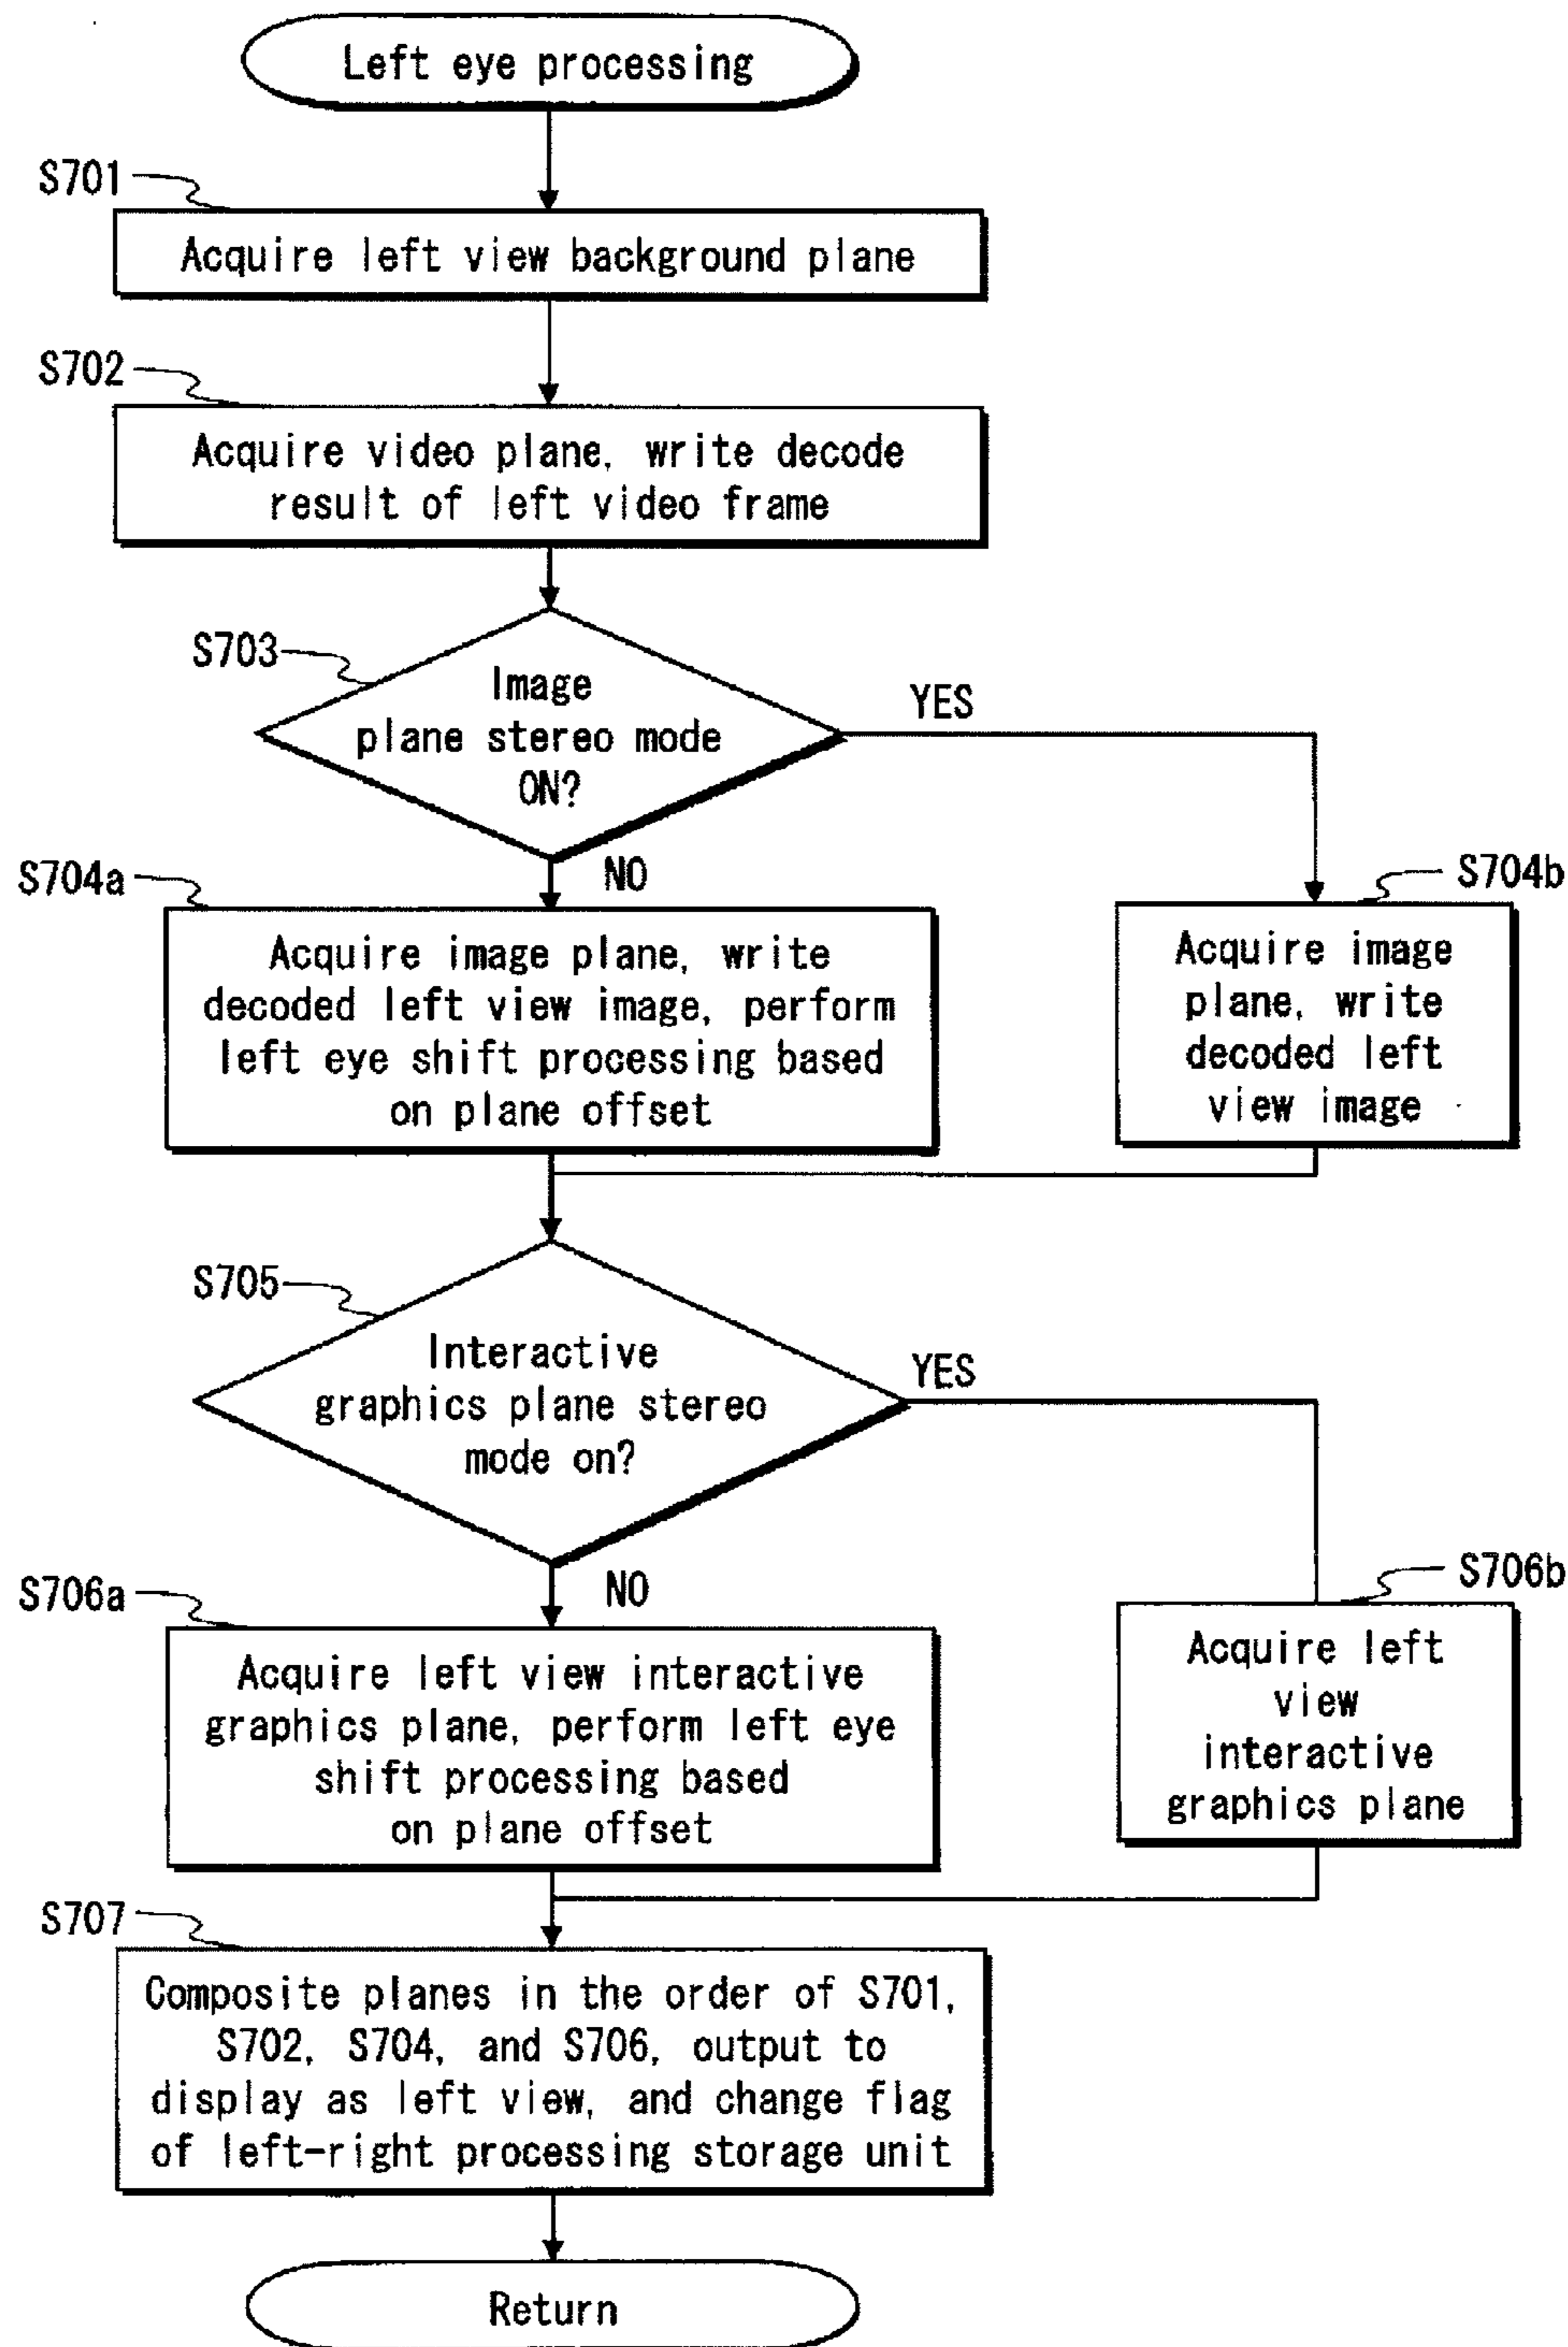 Left eye processing
S701
Acquire left view background plane
S702
Acquire video plane, write decode
result of left video frame
S703
Image
plane stereo mode
ON?
YES
NO
S704a
Acquire image plane, write
decoded left view image, perform
left eye shift processing based
on plane offset
S704b
Acquire image
plane, write
decoded left
view image
S705
Interactive
graphics plane stereo
mode on?
YES
NO
S706a
Acquire left view interactive
graphics plane, perform left eye
shift processing based
on plane offset
S706b
Acquire left
view
interactive
graphics plane
S707
Composite planes in the order of S701,
S702, S704, and S706, output to
display as left view, and change flag
of left-right processing storage unit
Return